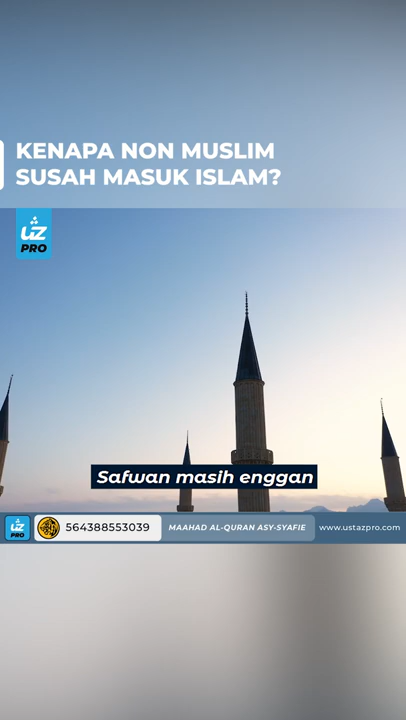 KENAPA NON MUSLIM
SUSAH MASUK ISLAM?
UZ
PRO
Safwan masih enggan
UZ
PRO
564388553039
MAAHAD AL-QURAN ASY-SYAFIE
www.ustazpro.com